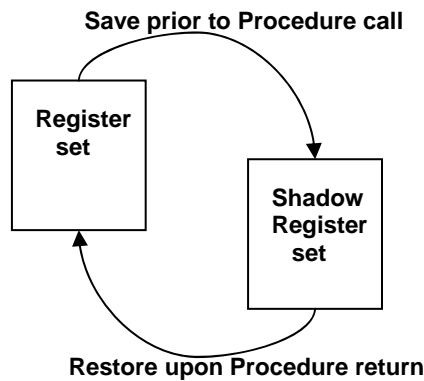 Save prior to Procedure call
Register
set
Shadow
Register
set
Restore upon Procedure return